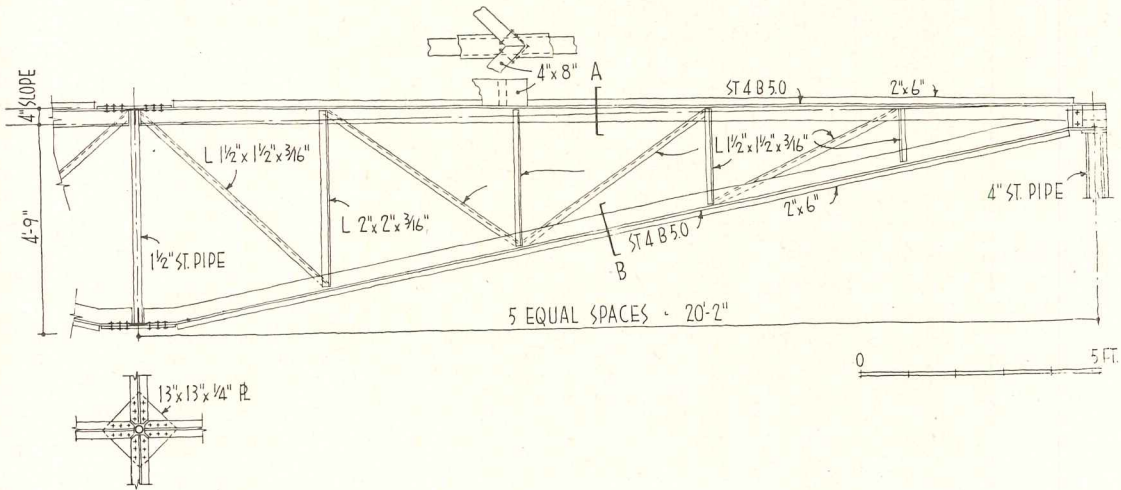 4" x 8"
A
4" SLOPE
ST 4 B 5.0
2" x 6"
L 1½" x 1½" x 3/16"
L 1½" x 1½" x 3/16"
4'-9"
L 2" x 2" x 3/16"
4" ST. PIPE
2" x 6"
ST 4 B 5.0
1½" ST. PIPE
B
5 EQUAL SPACES - 20'-2"
0
5 FT.
13" x 13" x ¼" ⅊